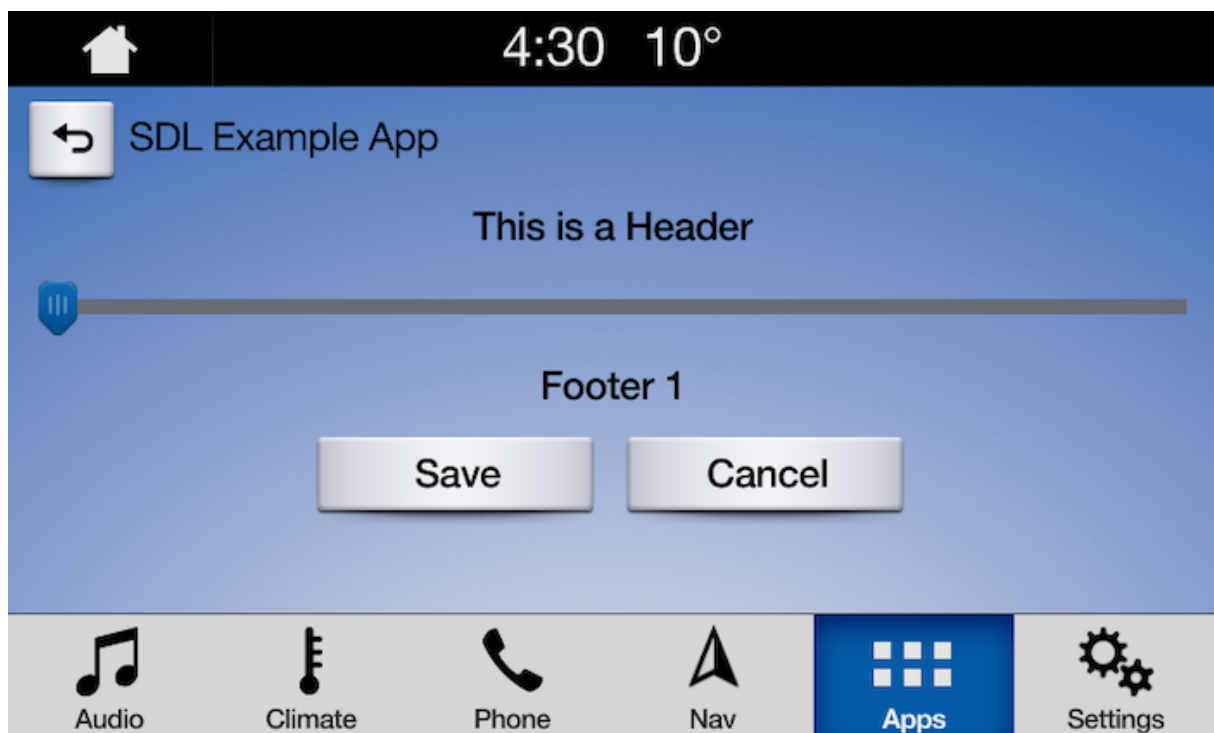 4:30 10°
SDL Example App
This is a Header
Footer 1
Save Cancel
Audio Climate Phone Nav Apps Settings